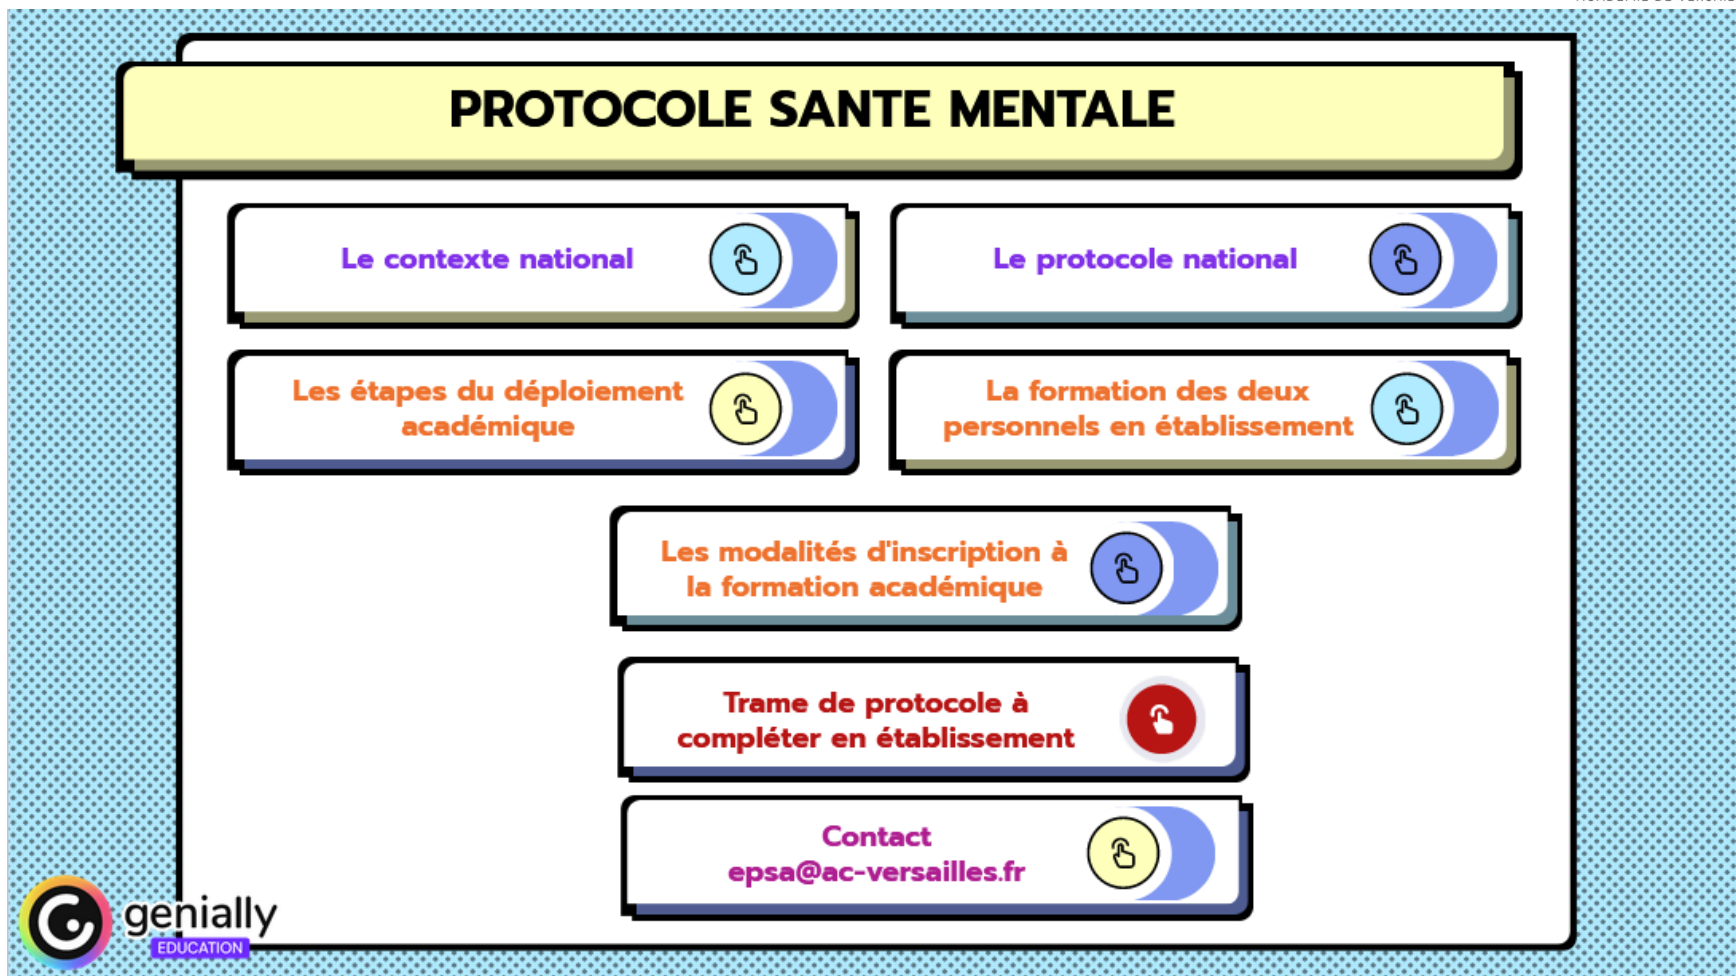 PROTOCOLE SANTE MENTALE
Le contexte national
Le protocole national
Les étapes du déploiement
académique
La formation des deux
personnels en établissement
Les modalités d'inscription à
la formation académique
Trame de protocole à
compléter en établissement
Contact
epsa@ac-versailles.fr
genially
EDUCATION